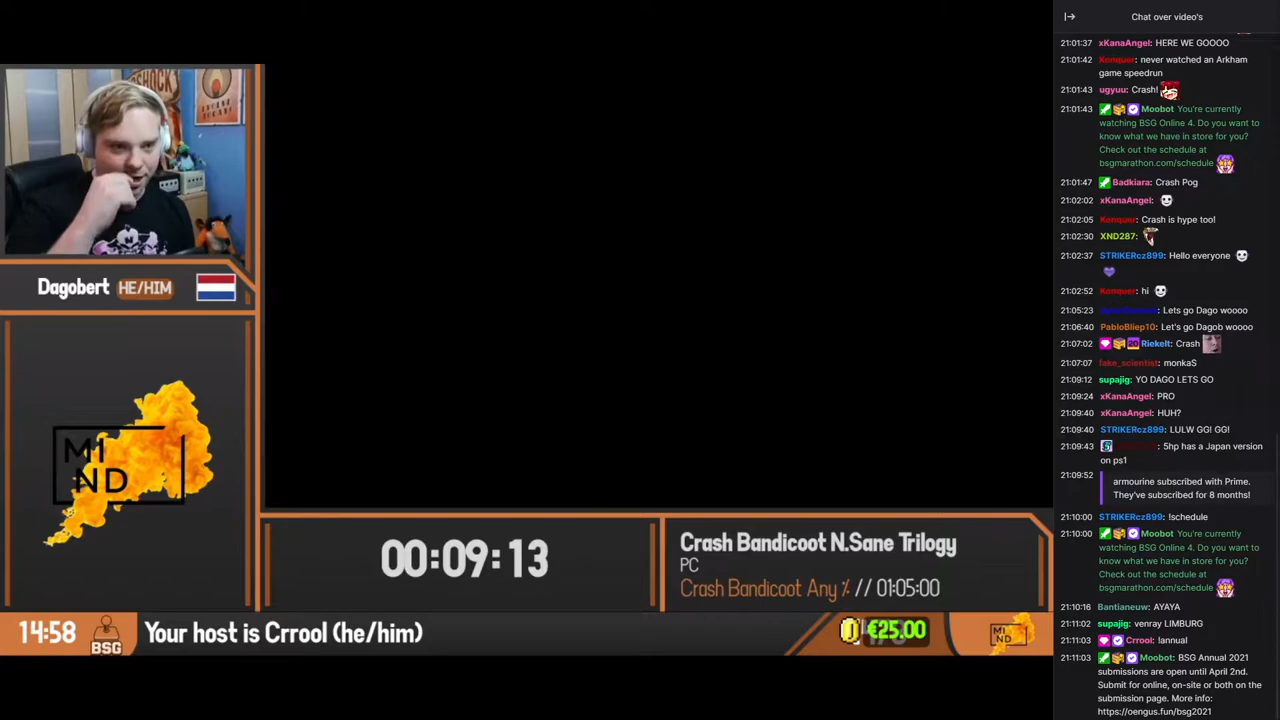 Dagobert HE/HIM
MI
ND
00:09:13
Crash Bandicoot N.Sane Trilogy
PC
Crash Bandicoot Any % // 01:05:00
14:58
BSG
Your host is Crrool (he/him)
€25.00
MIND
Chat over video's
21:01:37 xKanaAngel: HERE WE GOOOO
21:01:42 Konquer: never watched an Arkham
game speedrun
21:01:43 ugyuu: Crash!
21:01:43 Moobot You're currently
watching BSG Online 4. Do you want to
know what we have in store for you?
Check out the schedule at
bsgmarathon.com/schedule
21:01:47 Badkiara: Crash Pog
21:02:02 xKanaAngel:
21:02:05 Konquer: Crash is hype too!
21:02:30 XND287:
21:02:37 STRIKERcz899: Hello everyone
21:02:52 Konquer: hi
21:05:23 Lets go Dago woooo
21:06:40 PabloBliep10: Let's go Dagob woooo
21:07:02 Riekelt: Crash
21:07:07 fake_scientist: monkaS
21:09:12 supajig: YO DAGO LETS GO
21:09:24 xKanaAngel: PRO
21:09:40 xKanaAngel: HUH?
21:09:40 STRIKERcz899: LULW GG! GG!
21:09:43 5hp has a Japan version
on ps1
21:09:52 armourine subscribed with Prime.
They've subscribed for 8 months!
21:10:00 STRIKERcz899: !schedule
21:10:00 Moobot You're currently
watching BSG Online 4. Do you want to
know what we have in store for you?
Check out the schedule at
bsgmarathon.com/schedule
21:10:16 Bantianeuw: AYAYA
21:11:02 supajig: venray LIMBURG
21:11:03 Crrool: !annual
21:11:03 Moobot: BSG Annual 2021
submissions are open until April 2nd.
Submit for online, on-site or both on the
submission page. More info:
https://oengus.fun/bsg2021